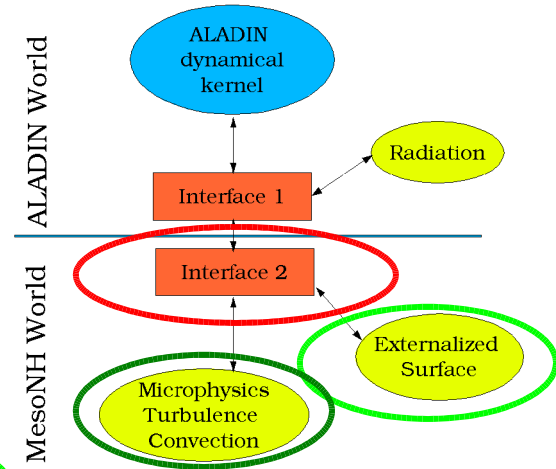 ALADIN World
ALADIN
dynamical
kernel
Radiation
Interface 1
MesoNH World
Interface 2
Externalized
Surface
Microphysics
Turbulence
Convection